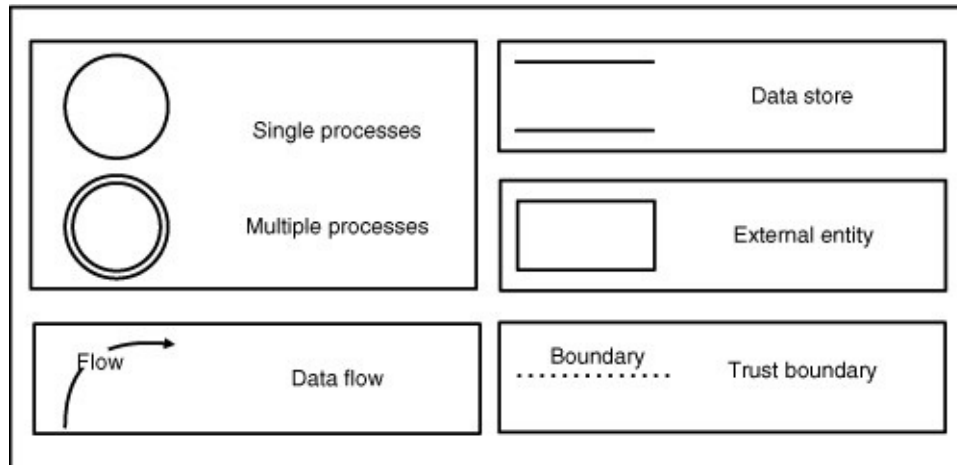 Single processes
Multiple processes
Flow
Data flow
Data store
External entity
Boundary
Trust boundary